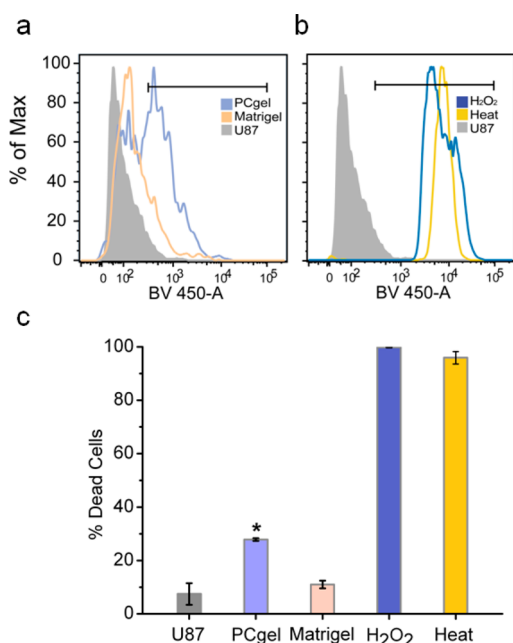 a
b
% of Max
100
80
60
40
20
0
PCgel
Matrigel
U87
H₂O₂
Heat
U87
0 10² 10³ 10⁴ 10⁵
0 10² 10³ 10⁴ 10⁵
BV 450-A
BV 450-A
c
% Dead Cells
100
80
60
40
20
0
*
U87 PCgel Matrigel H₂O₂ Heat